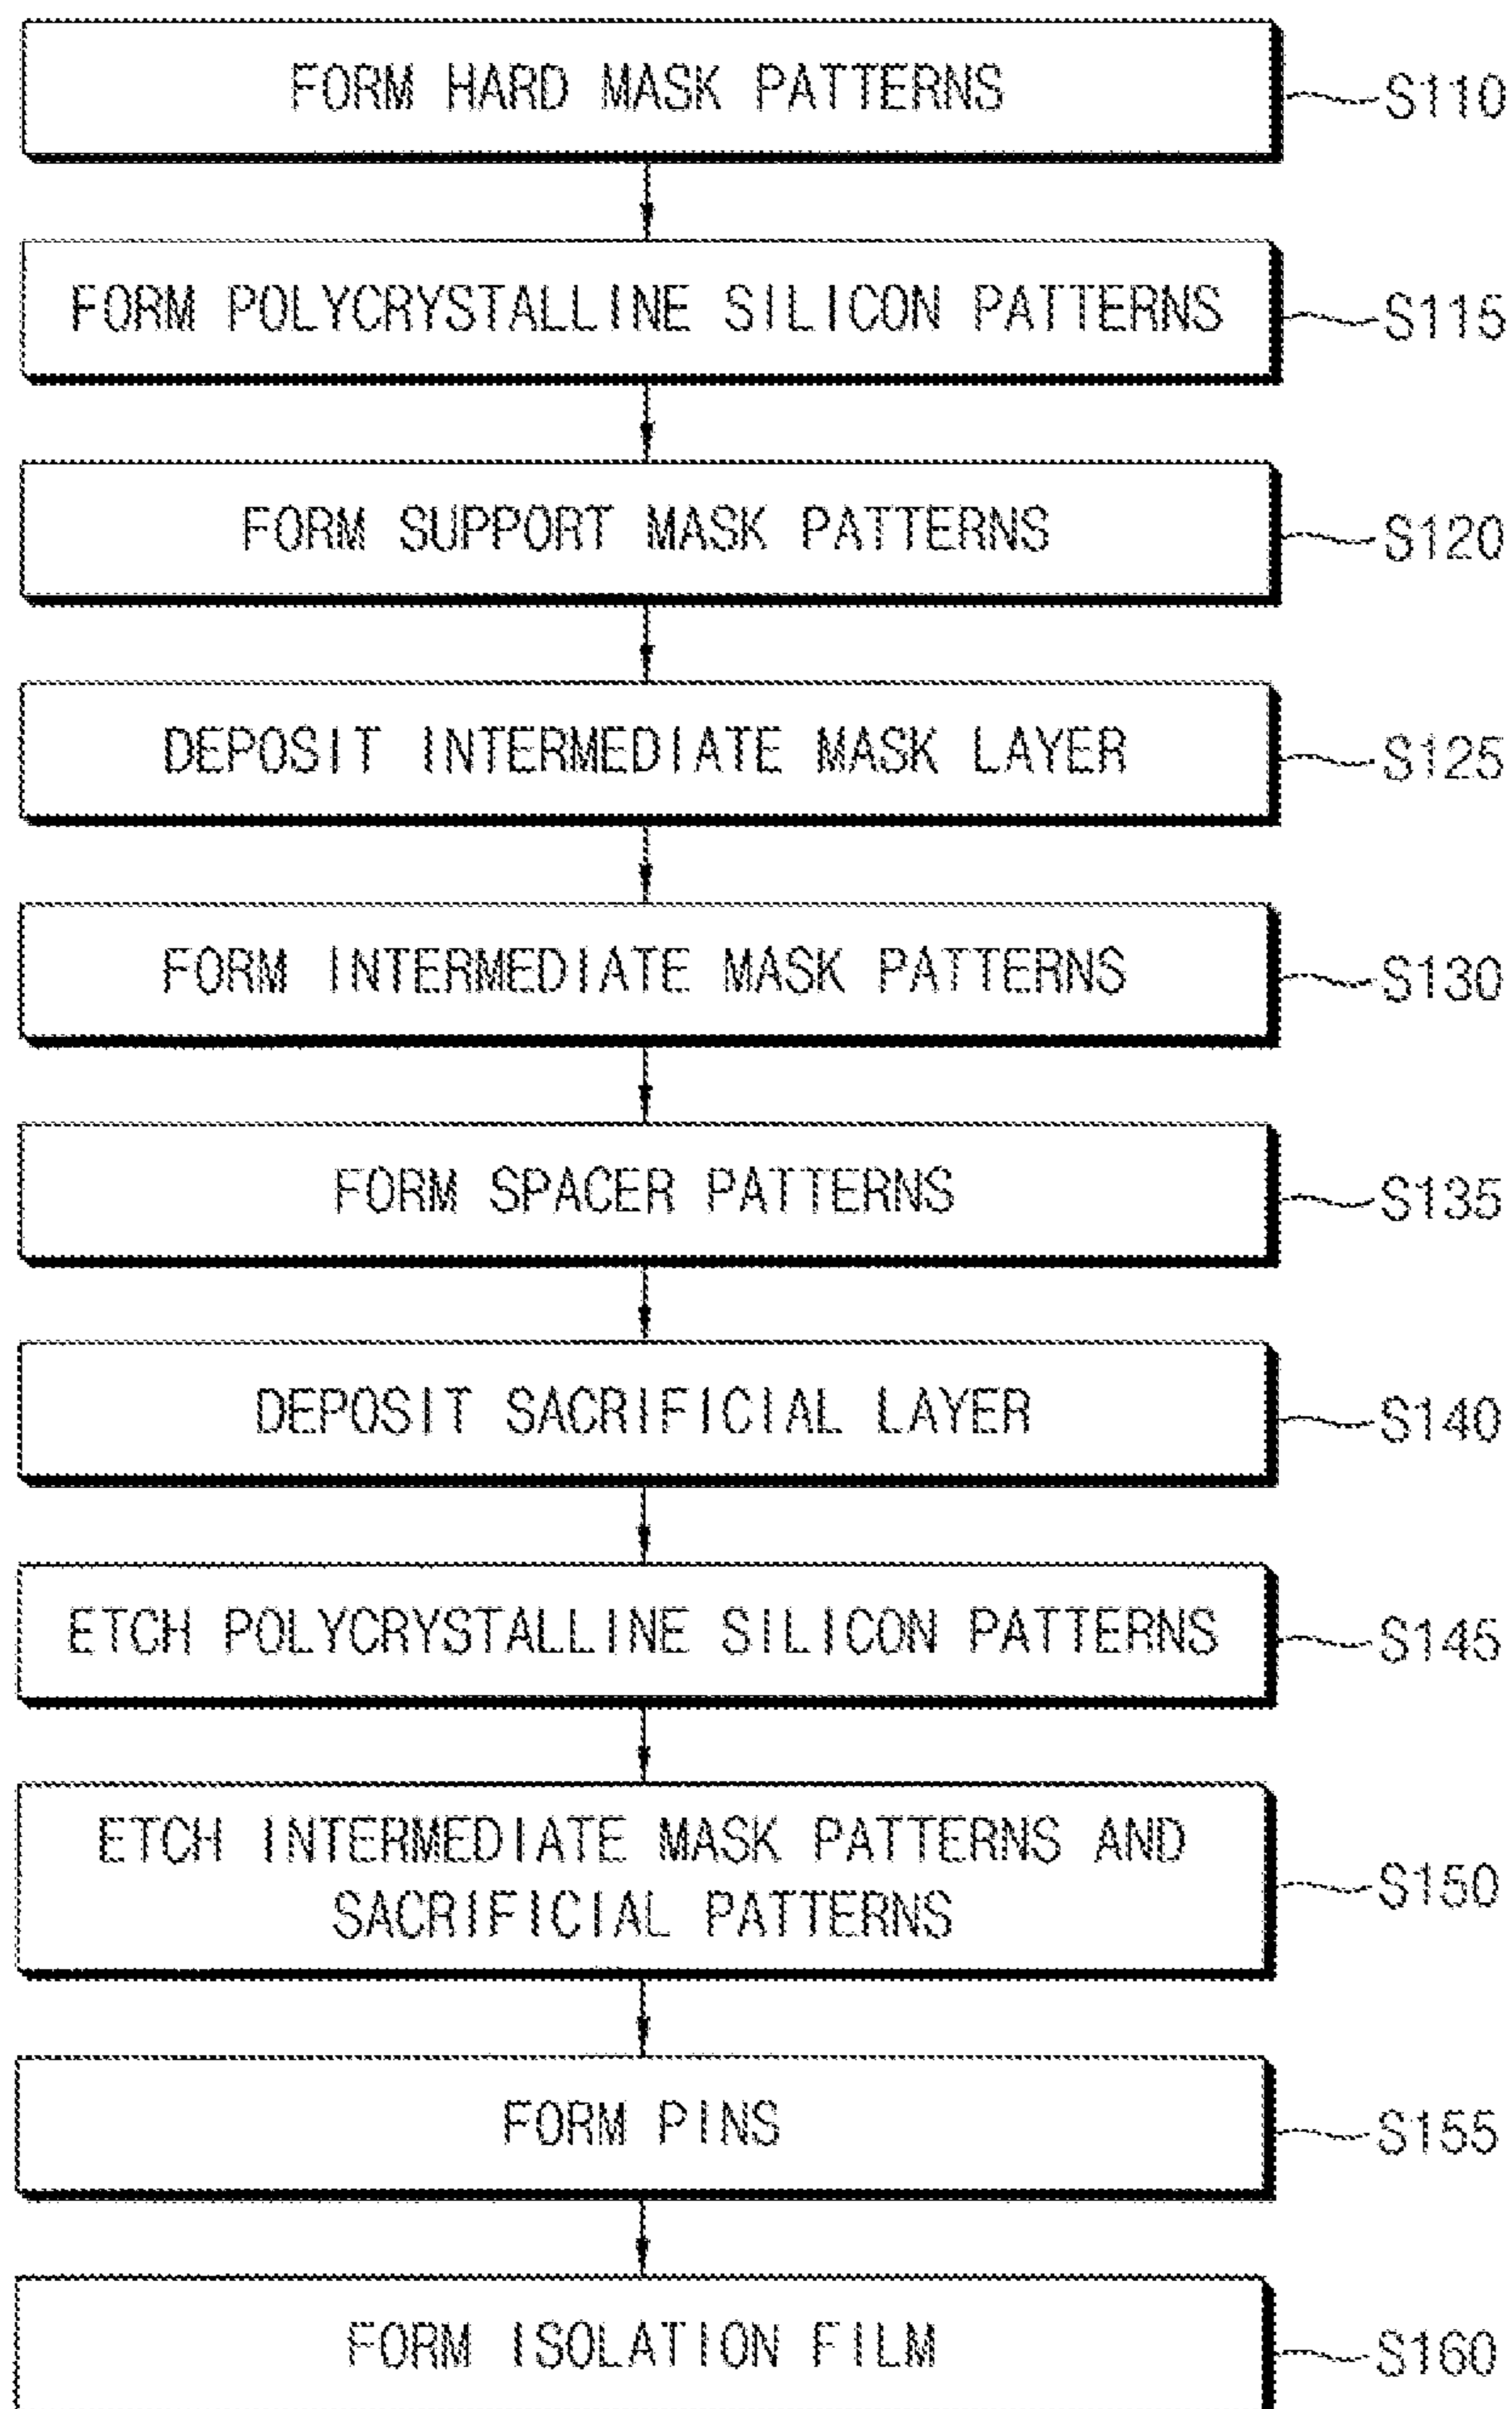 FORM HARD MASK PATTERNS
S110
FORM POLYCRYSTALLINE SILICON PATTERNS
S115
FORM SUPPORT MASK PATTERNS
S120
DEPOSIT INTERMEDIATE MASK LAYER
S125
FORM INTERMEDIATE MASK PATTERNS
S130
FORM SPACER PATTERNS
S135
DEPOSIT SACRIFICIAL LAYER
S140
ETCH POLYCRYSTALLINE SILICON PATTERNS
S145
ETCH INTERMEDIATE MASK PATTERNS AND
SACRIFICIAL PATTERNS
S150
FORM PINS
S155
FORM ISOLATION FILM
S160